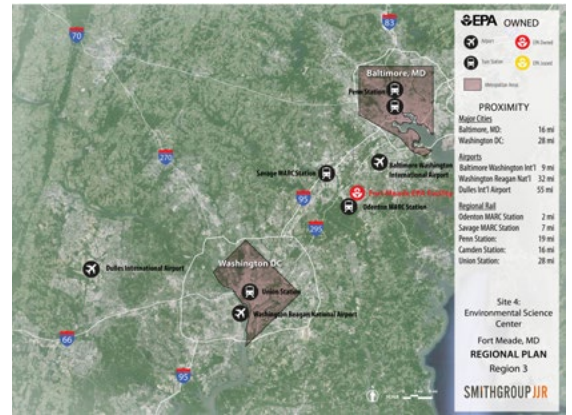 70
83
EPA OWNED
Airport
EPA Owned
Train Station
EPA Leased
Metropolitan Area
Baltimore, MD
Penn Station
PROXIMITY
Major Cities
Baltimore, MD: 16 mi
Washington DC: 28 mi
Airports
Baltimore Washington Int'l 9 mi
Washington Reagan Nat'l 32 mi
Dulles Int'l Airport 55 mi
Regional Rail
Odenton MARC Station 2 mi
Savage MARC Station 7 mi
Penn Station: 19 mi
Camden Station: 16 mi
Union Station: 28 mi
270
Baltimore Washington
International Airport
Savage MARC Station
95
Fort Meade EPA Facility
Odenton MARC Station
295
Washington DC
Dulles International Airport
Union Station
Washington Reagan National Airport
66
95
Site 4:
Environmental Science
Center
Fort Meade, MD
REGIONAL PLAN
Region 3
SMITHGROUP JJR